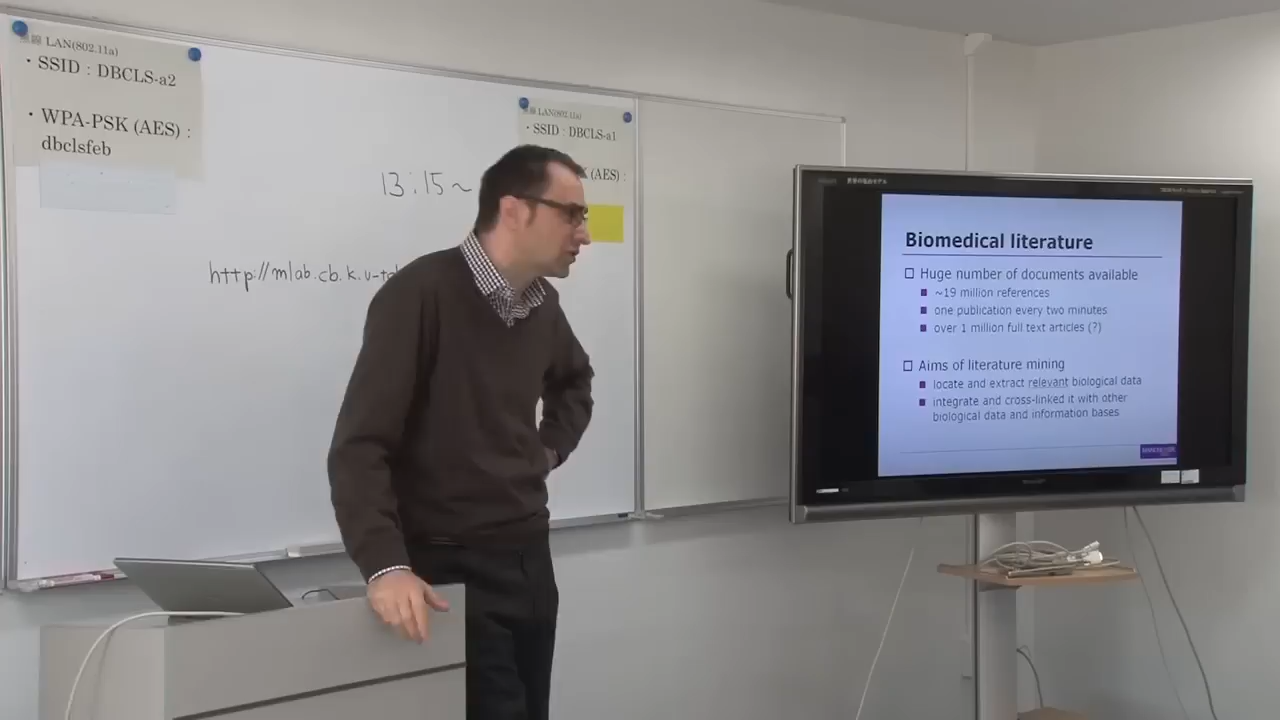 LAN(802.11a)
・SSID : DBCLS-a2
・WPA-PSK (AES) :
dbclsfeb
LAN(802.11a)
・SSID : DBCLS-a1
(AES) :
13:15~
http://mlab.cb.k.u-to
Biomedical literature
Huge number of documents available
~19 million references
one publication every two minutes
over 1 million full text articles (?)
Aims of literature mining
locate and extract relevant biological data
integrate and cross-linked it with other
biological data and information bases
MANCHESTER
SHARP